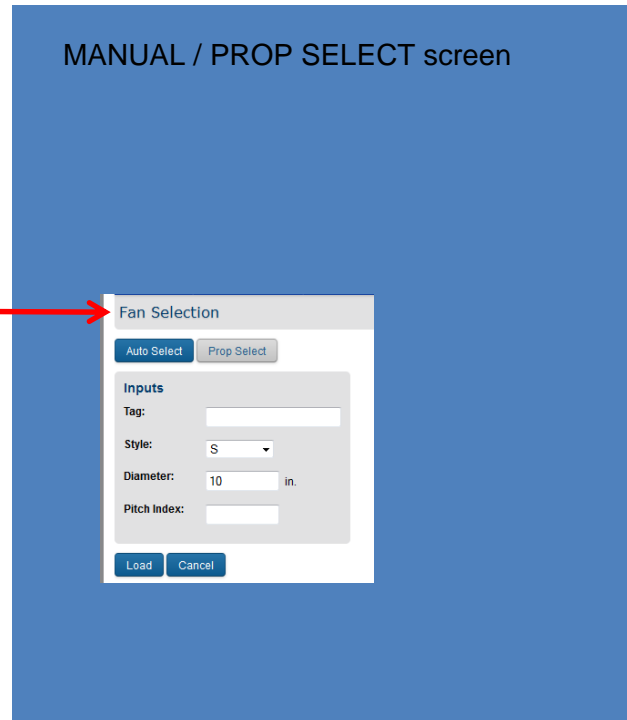 MANUAL / PROP SELECT screen
Fan Selection
Auto Select Prop Select
Inputs
Tag:
Style: S
Diameter: 10 in.
Pitch Index:
Load Cancel